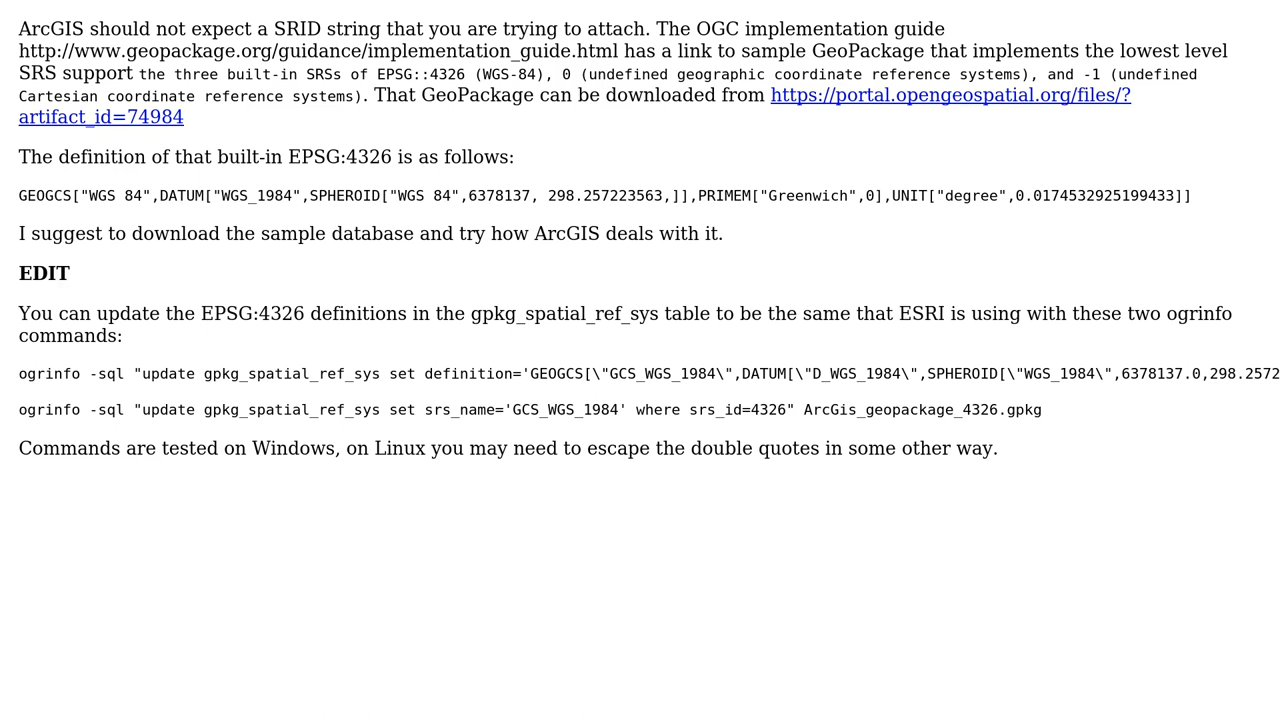 ArcGIS should not expect a SRID string that you are trying to attach. The OGC implementation guide
http://www.geopackage.org/guidance/implementation_guide.html has a link to sample GeoPackage that implements the lowest level
SRS support the three built-in SRSs of EPSG::4326 (WGS-84), 0 (undefined geographic coordinate reference systems), and -1 (undefined
Cartesian coordinate reference systems). That GeoPackage can be downloaded from https://portal.opengeospatial.org/files/?
artifact_id=74984
The definition of that built-in EPSG:4326 is as follows:
GEOGCS["WGS 84",DATUM["WGS_1984",SPHEROID["WGS 84",6378137, 298.257223563,]],PRIMEM["Greenwich",0],UNIT["degree",0.0174532925199433]]
I suggest to download the sample database and try how ArcGIS deals with it.
EDIT
You can update the EPSG:4326 definitions in the gpkg_spatial_ref_sys table to be the same that ESRI is using with these two ogrinfo
commands:
ogrinfo -sql "update gpkg_spatial_ref_sys set definition='GEOGCS[\"GCS_WGS_1984\",DATUM[\"D_WGS_1984\",SPHEROID[\"WGS_1984\",6378137.0,298.2572
ogrinfo -sql "update gpkg_spatial_ref_sys set srs_name='GCS_WGS_1984' where srs_id=4326" ArcGis_geopackage_4326.gpkg
Commands are tested on Windows, on Linux you may need to escape the double quotes in some other way.